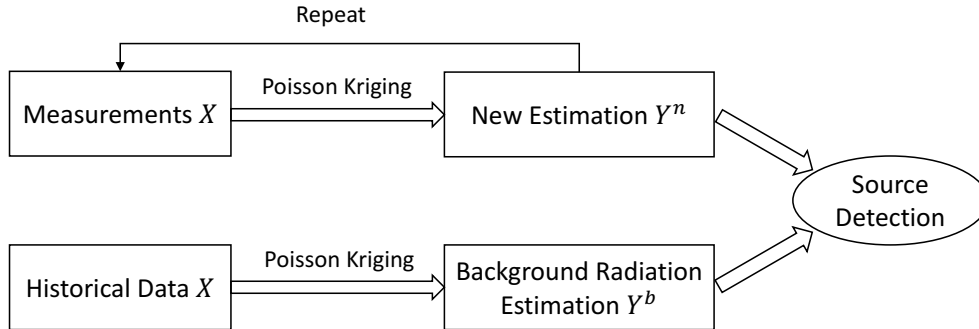 Repeat
Measurements X
Poisson Kriging
New Estimation Yⁿ
Source
Detection
Historical Data X
Poisson Kriging
Background Radiation
Estimation Yᵇ